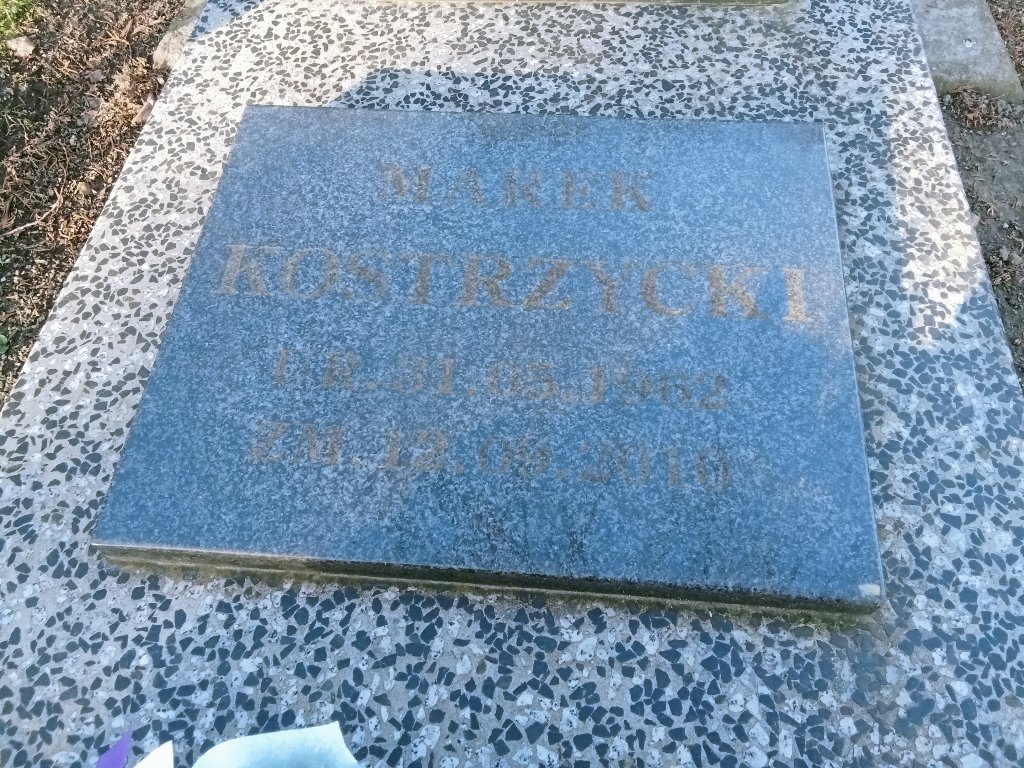 MAREK
KOSTRZYCKI
UR. 31.05.1962
ZM. 12.09.2010